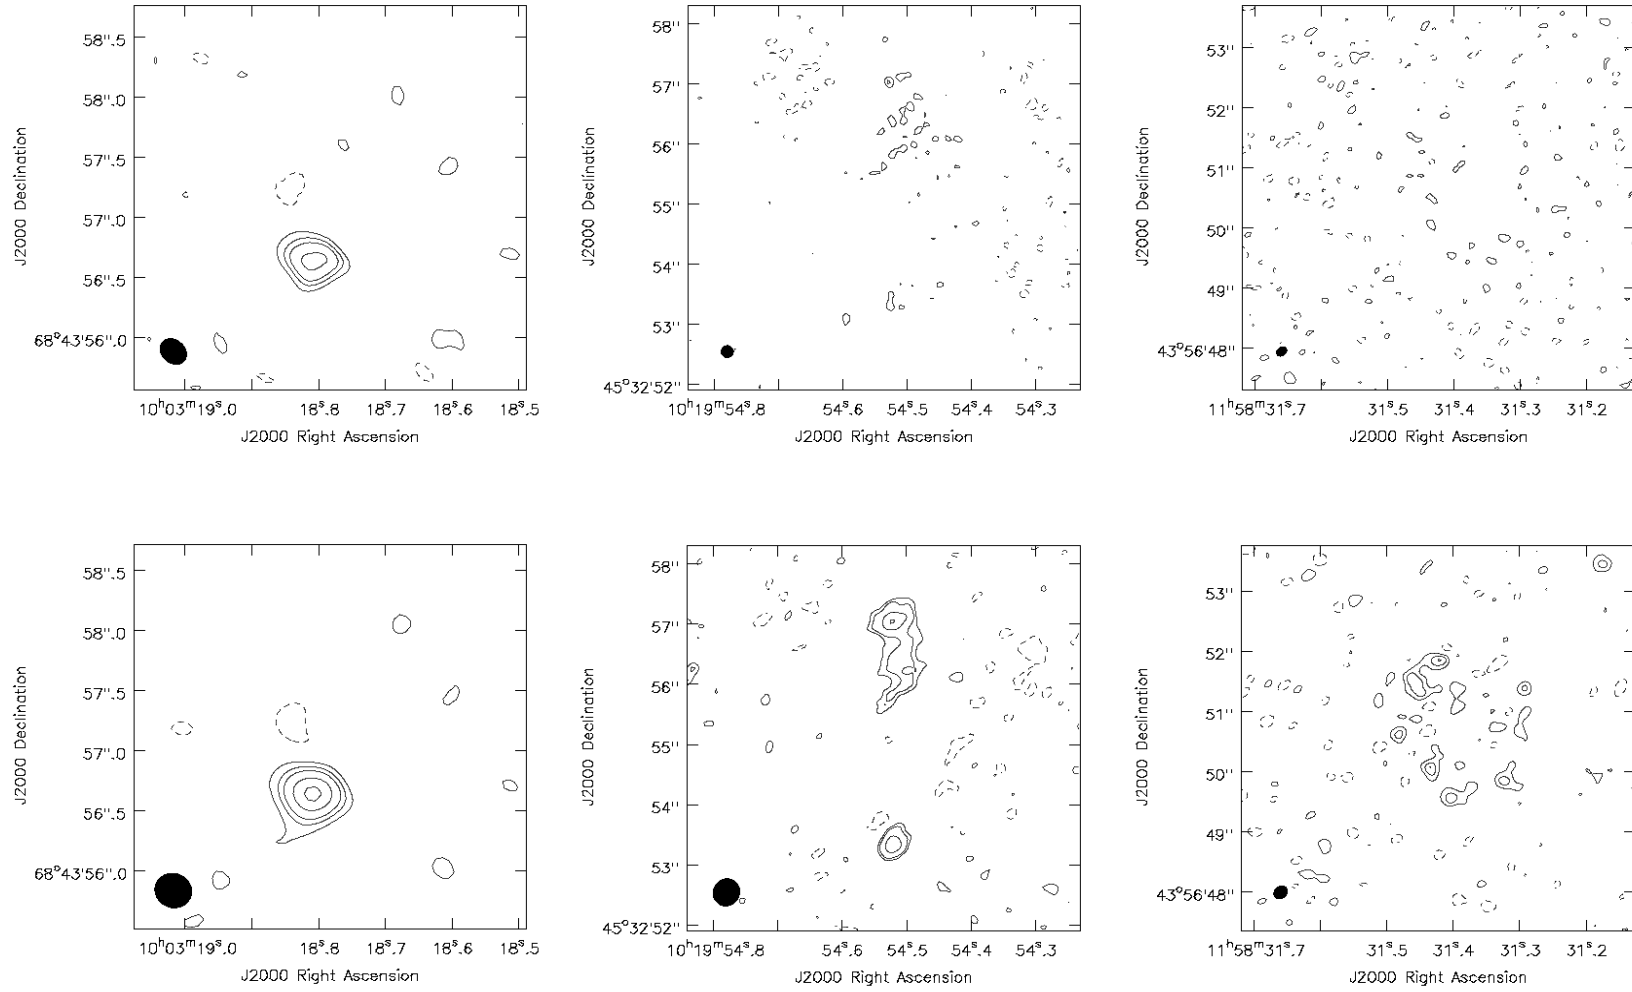 58".5
58".0
57".5
57".0
56".5
68°43'56".0
J2000 Declination
10ʰ03ᵐ19ˢ.0 18ˢ.8 18ˢ.7 18ˢ.6 18ˢ.5
J2000 Right Ascension
58"
57"
56"
55"
54"
53"
45°32'52"
J2000 Declination
10ʰ19ᵐ54ˢ.8 54ˢ.6 54ˢ.5 54ˢ.4 54ˢ.3
J2000 Right Ascension
53"
52"
51"
50"
49"
43°56'48"
J2000 Declination
11ʰ58ᵐ31ˢ.7 31ˢ.5 31ˢ.4 31ˢ.3 31ˢ.2
J2000 Right Ascension
58".5
58".0
57".5
57".0
56".5
68°43'56".0
J2000 Declination
10ʰ03ᵐ19ˢ.0 18ˢ.8 18ˢ.7 18ˢ.6 18ˢ.5
J2000 Right Ascension
58"
57"
56"
55"
54"
53"
45°32'52"
J2000 Declination
10ʰ19ᵐ54ˢ.8 54ˢ.6 54ˢ.5 54ˢ.4 54ˢ.3
J2000 Right Ascension
53"
52"
51"
50"
49"
43°56'48"
J2000 Declination
11ʰ58ᵐ31ˢ.7 31ˢ.5 31ˢ.4 31ˢ.3 31ˢ.2
J2000 Right Ascension